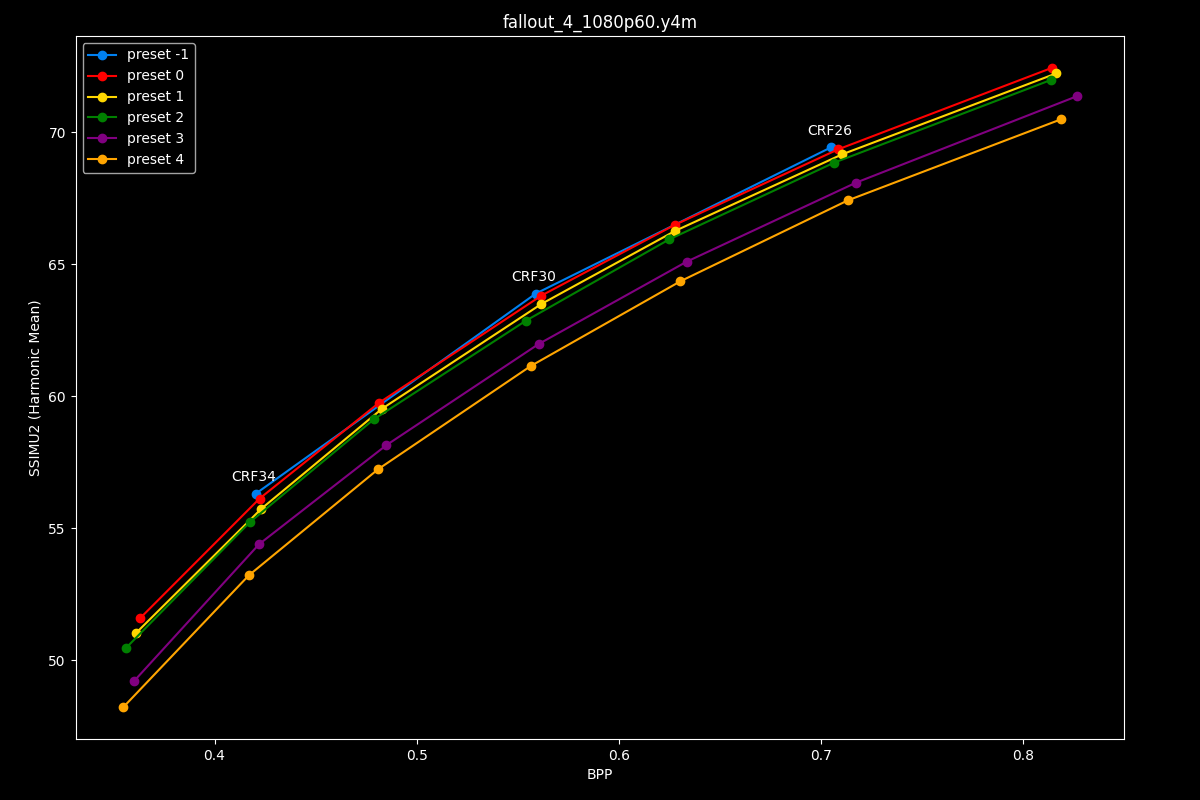 fallout_4_1080p60.y4m
preset -1
preset 0
preset 1
preset 2
preset 3
preset 4
CRF26
CRF30
CRF34
SSIMU2 (Harmonic Mean)
70
65
60
55
50
0.4 0.5 0.6 0.7 0.8
BPP